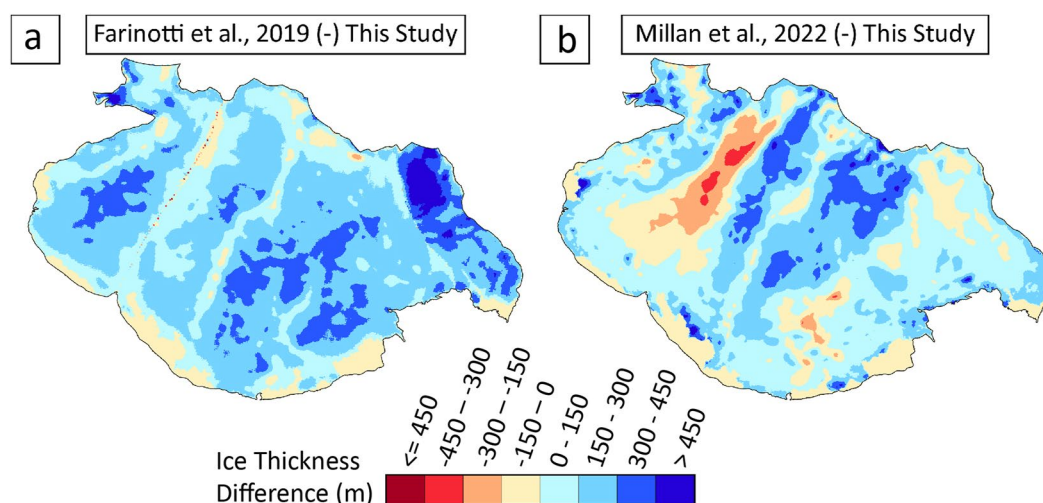 a
Farinotti et al., 2019 (-) This Study
b
Millan et al., 2022 (-) This Study
<= 450
-450 – -300
-300 – -150
-150 – 0
0 - 150
150 - 300
300 - 450
> 450
Ice Thickness
Difference (m)